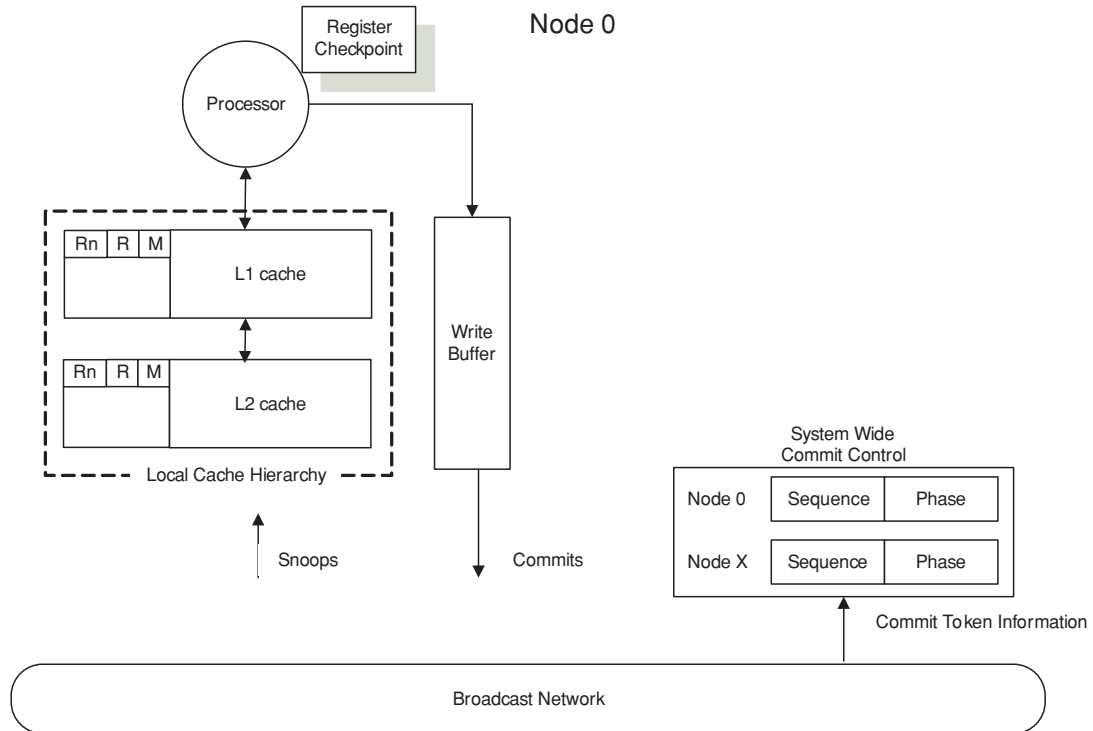 Node 0
Register
Checkpoint
Processor
Rn R M
L1 cache
Rn R M
L2 cache
Local Cache Hierarchy
Write
Buffer
Snoops
Commits
System Wide
Commit Control
Node 0 Sequence Phase
Node X Sequence Phase
Commit Token Information
Broadcast Network